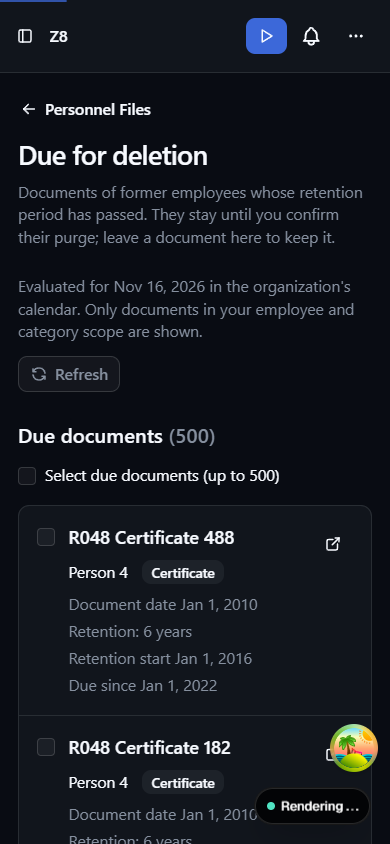 Z8
Personnel Files
Due for deletion
Documents of former employees whose retention
period has passed. They stay until you confirm
their purge; leave a document here to keep it.
Evaluated for Nov 16, 2026 in the organization's
calendar. Only documents in your employee and
category scope are shown.
Refresh
Due documents (500)
Select due documents (up to 500)
R048 Certificate 488
Person 4 Certificate
Document date Jan 1, 2010
Retention: 6 years
Retention start Jan 1, 2016
Due since Jan 1, 2022
R048 Certificate 182
Person 4 Certificate
Document date Jan 1, 2010
Rendering ...
Retention: 6 years